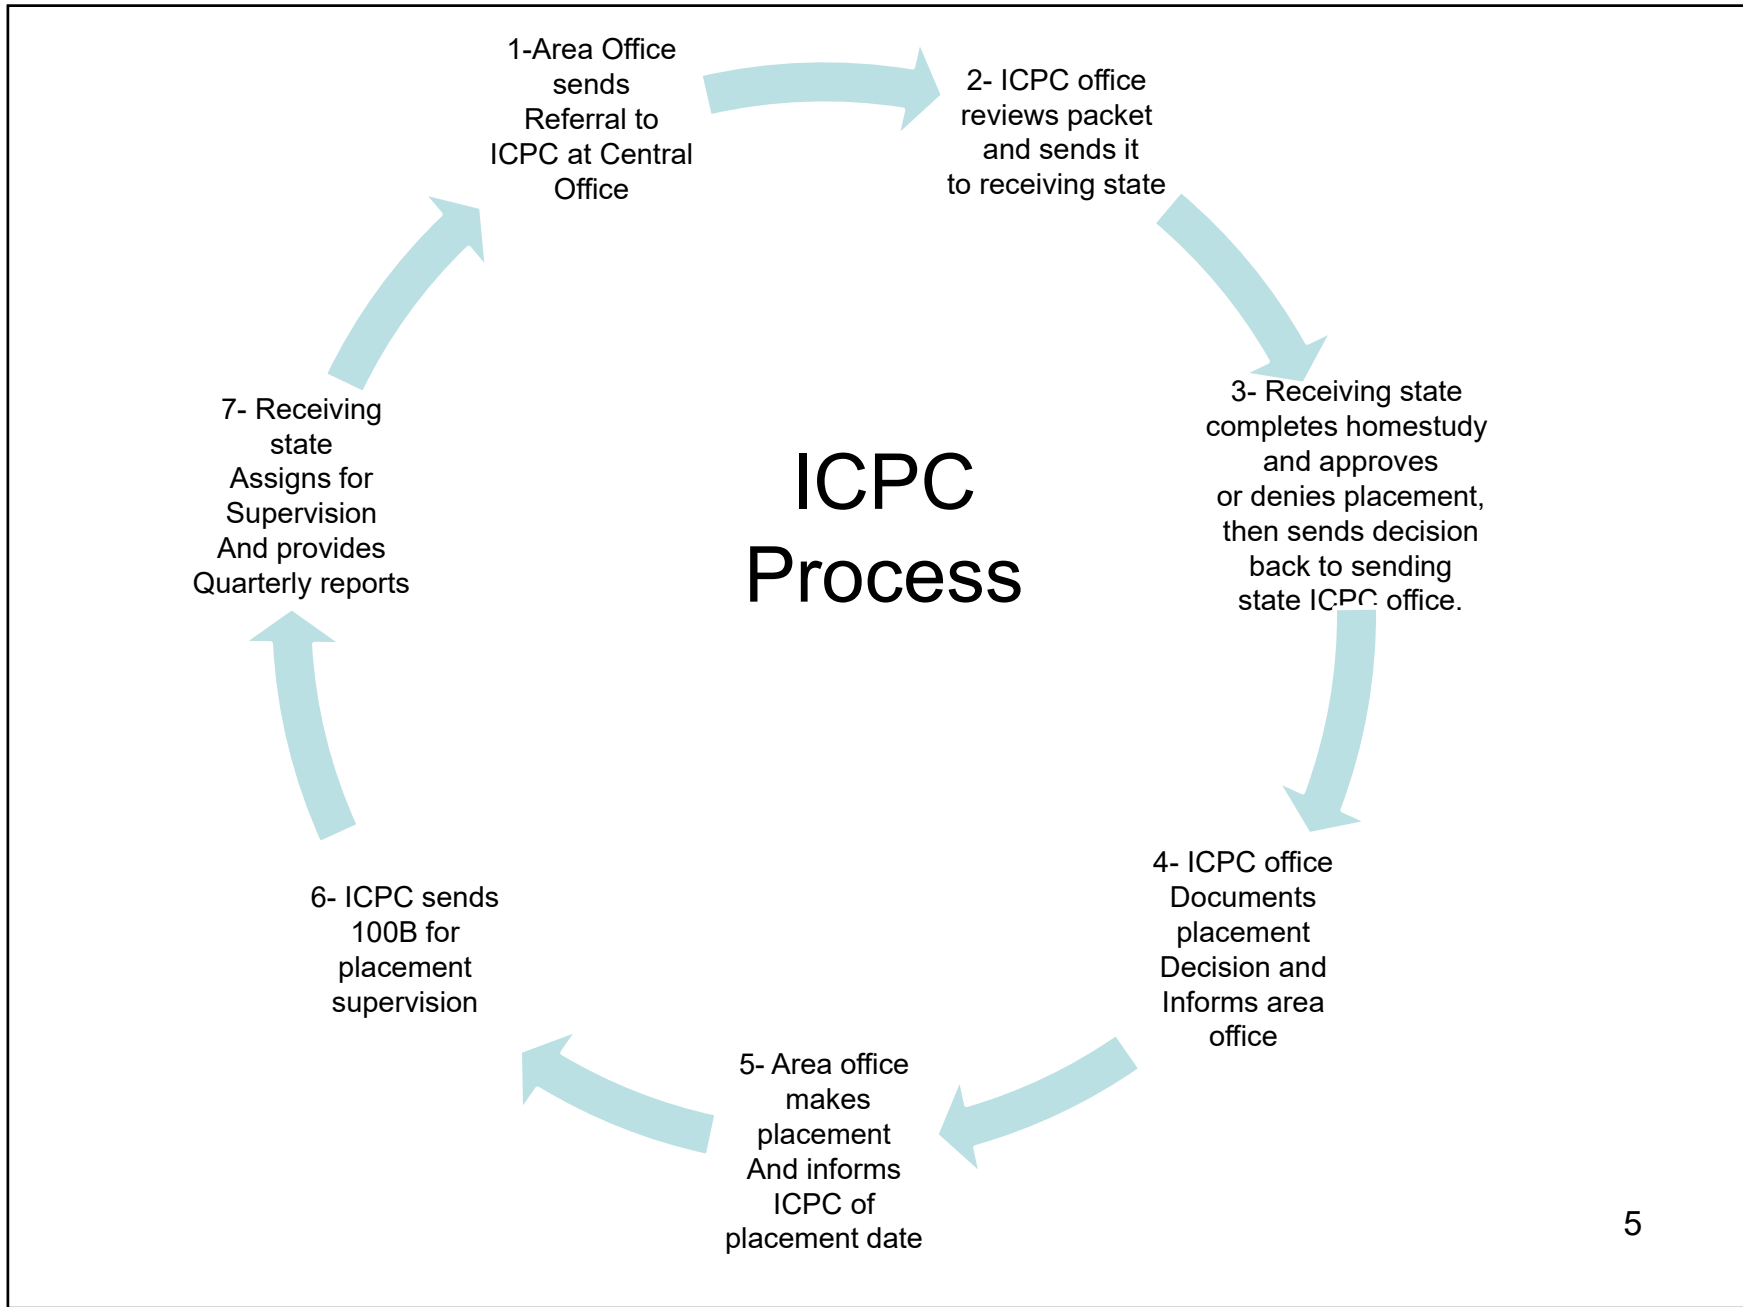 1-Area Office
sends
Referral to
ICPC at Central
Office
2- ICPC office
reviews packet
and sends it
to receiving state
3- Receiving state
completes homestudy
and approves
or denies placement,
then sends decision
back to sending
state ICPC office.
4- ICPC office
Documents
placement
Decision and
Informs area
office
5- Area office
makes
placement
And informs
ICPC of
placement date
6- ICPC sends
100B for
placement
supervision
7- Receiving
state
Assigns for
Supervision
And provides
Quarterly reports
ICPC
Process
5